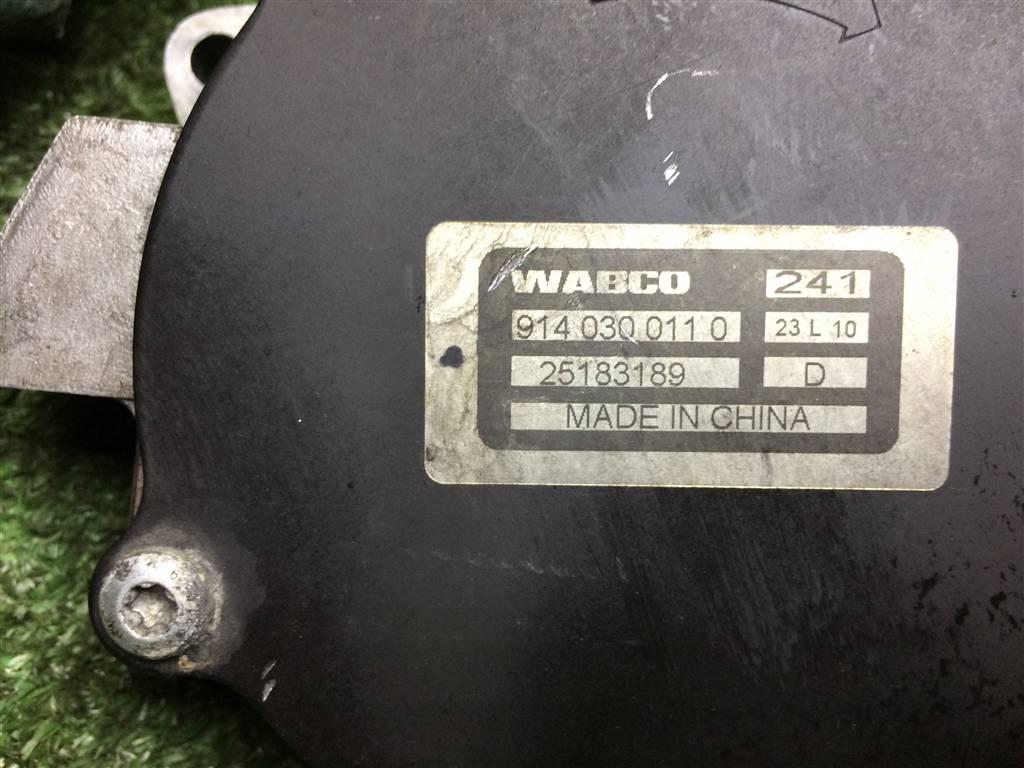 WABCO 241
914 030 011 0 23 L 10
25183189 D
MADE IN CHINA